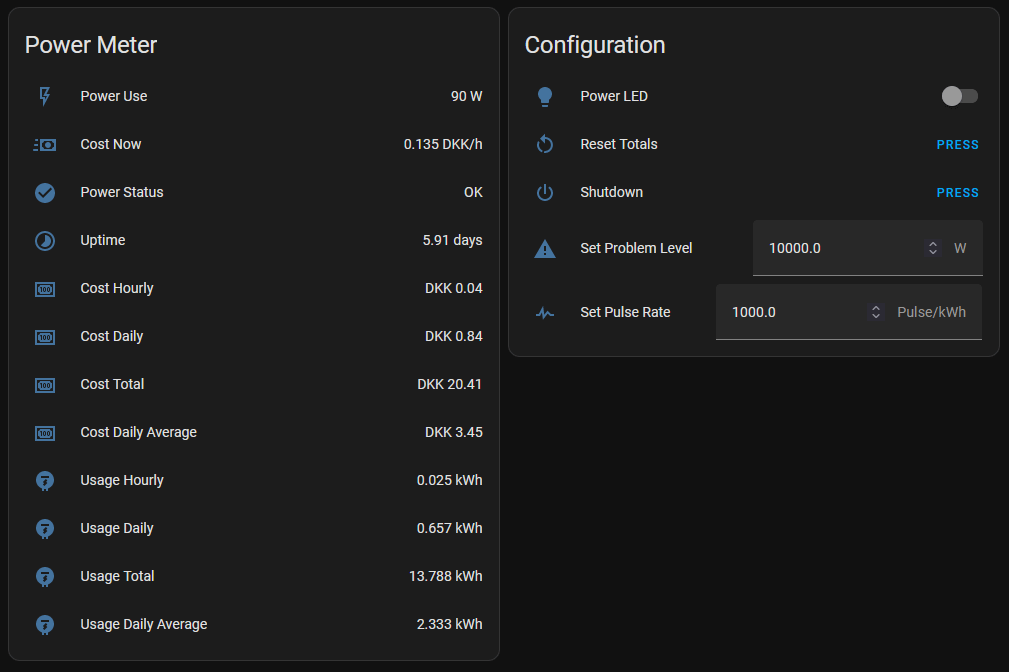 Power Meter
Power Use 90 W
Cost Now 0.135 DKK/h
Power Status OK
Uptime 5.91 days
Cost Hourly DKK 0.04
Cost Daily DKK 0.84
Cost Total DKK 20.41
Cost Daily Average DKK 3.45
Usage Hourly 0.025 kWh
Usage Daily 0.657 kWh
Usage Total 13.788 kWh
Usage Daily Average 2.333 kWh
Configuration
Power LED
Reset Totals PRESS
Shutdown PRESS
Set Problem Level 10000.0 W
Set Pulse Rate 1000.0 Pulse/kWh